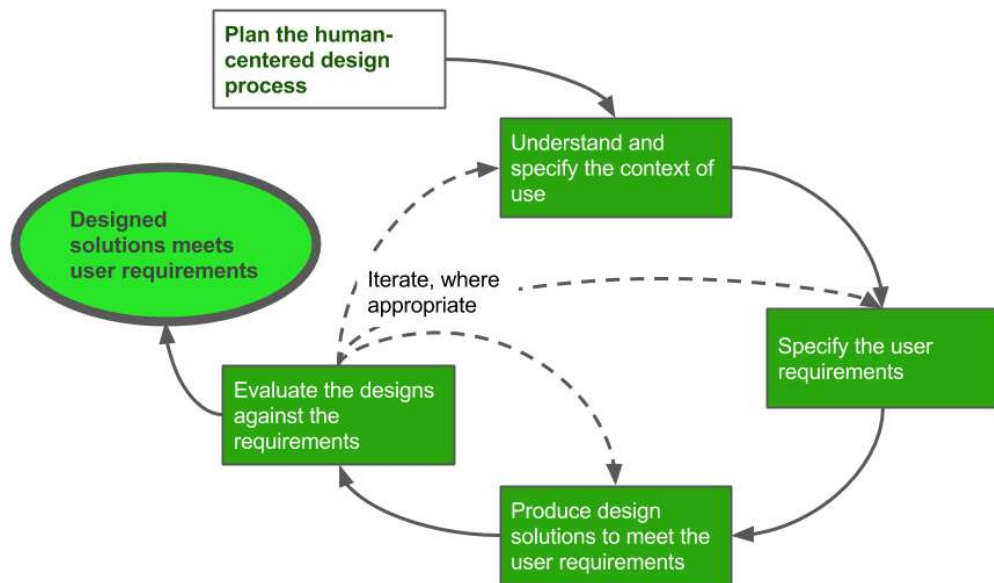 Plan the human-
centered design
process
Understand and
specify the context of
use
Designed
solutions meets
user requirements
Iterate, where
appropriate
Specify the user
requirements
Evaluate the designs
against the
requirements
Produce design
solutions to meet the
user requirements